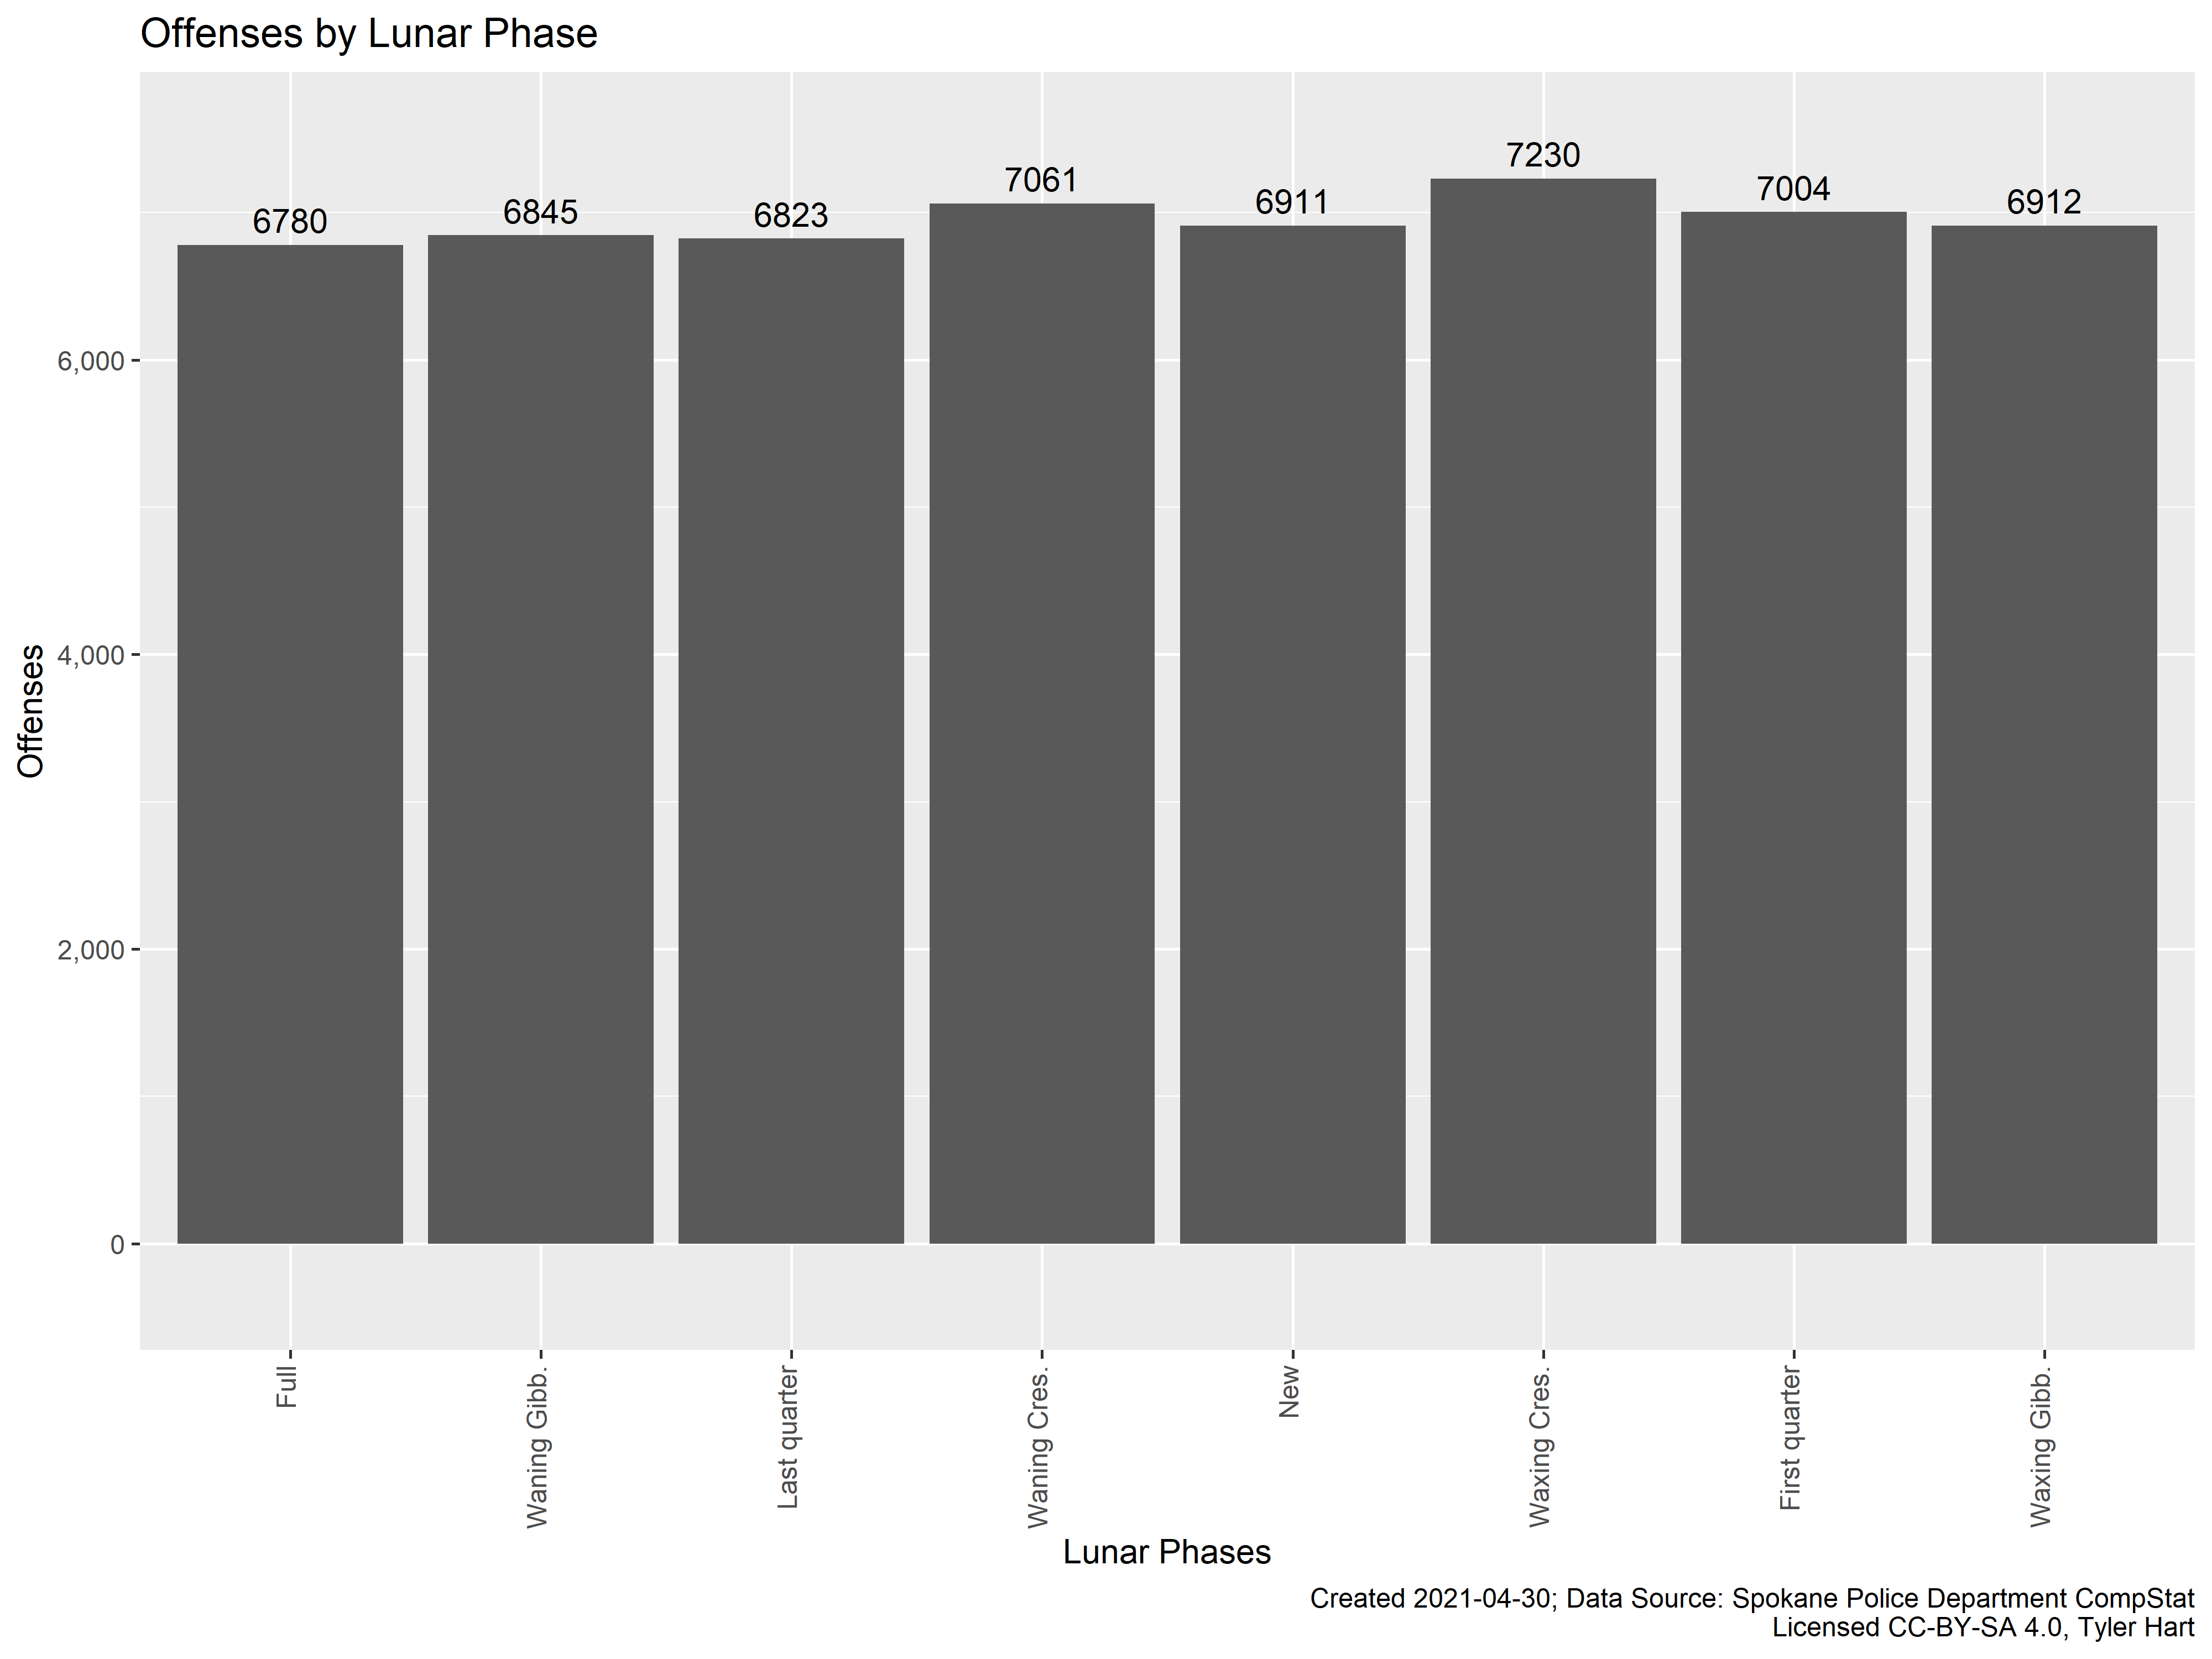 Offenses by Lunar Phase
7230
7061
7004
6911
6912
6845
6823
6780
6,000
4,000
2,000
0
Offenses
Full
Waning Gibb.
Last quarter
Waning Cres.
New
Waxing Cres.
First quarter
Waxing Gibb.
Lunar Phases
Created 2021-04-30; Data Source: Spokane Police Department CompStat
Licensed CC-BY-SA 4.0, Tyler Hart